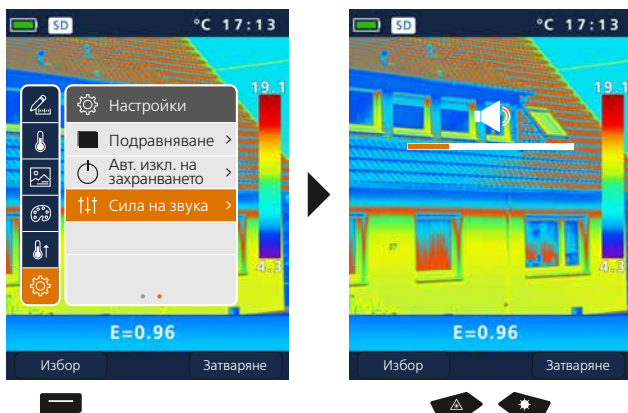 SD °C 17:13
19.1
Настройки
Подравняване
Авт. изкл. на
захранването
Сила на звука
4.3
E=0.96
Избор Затваряне
SD °C 17:13
19.1
4.3
E=0.96
Избор Затваряне